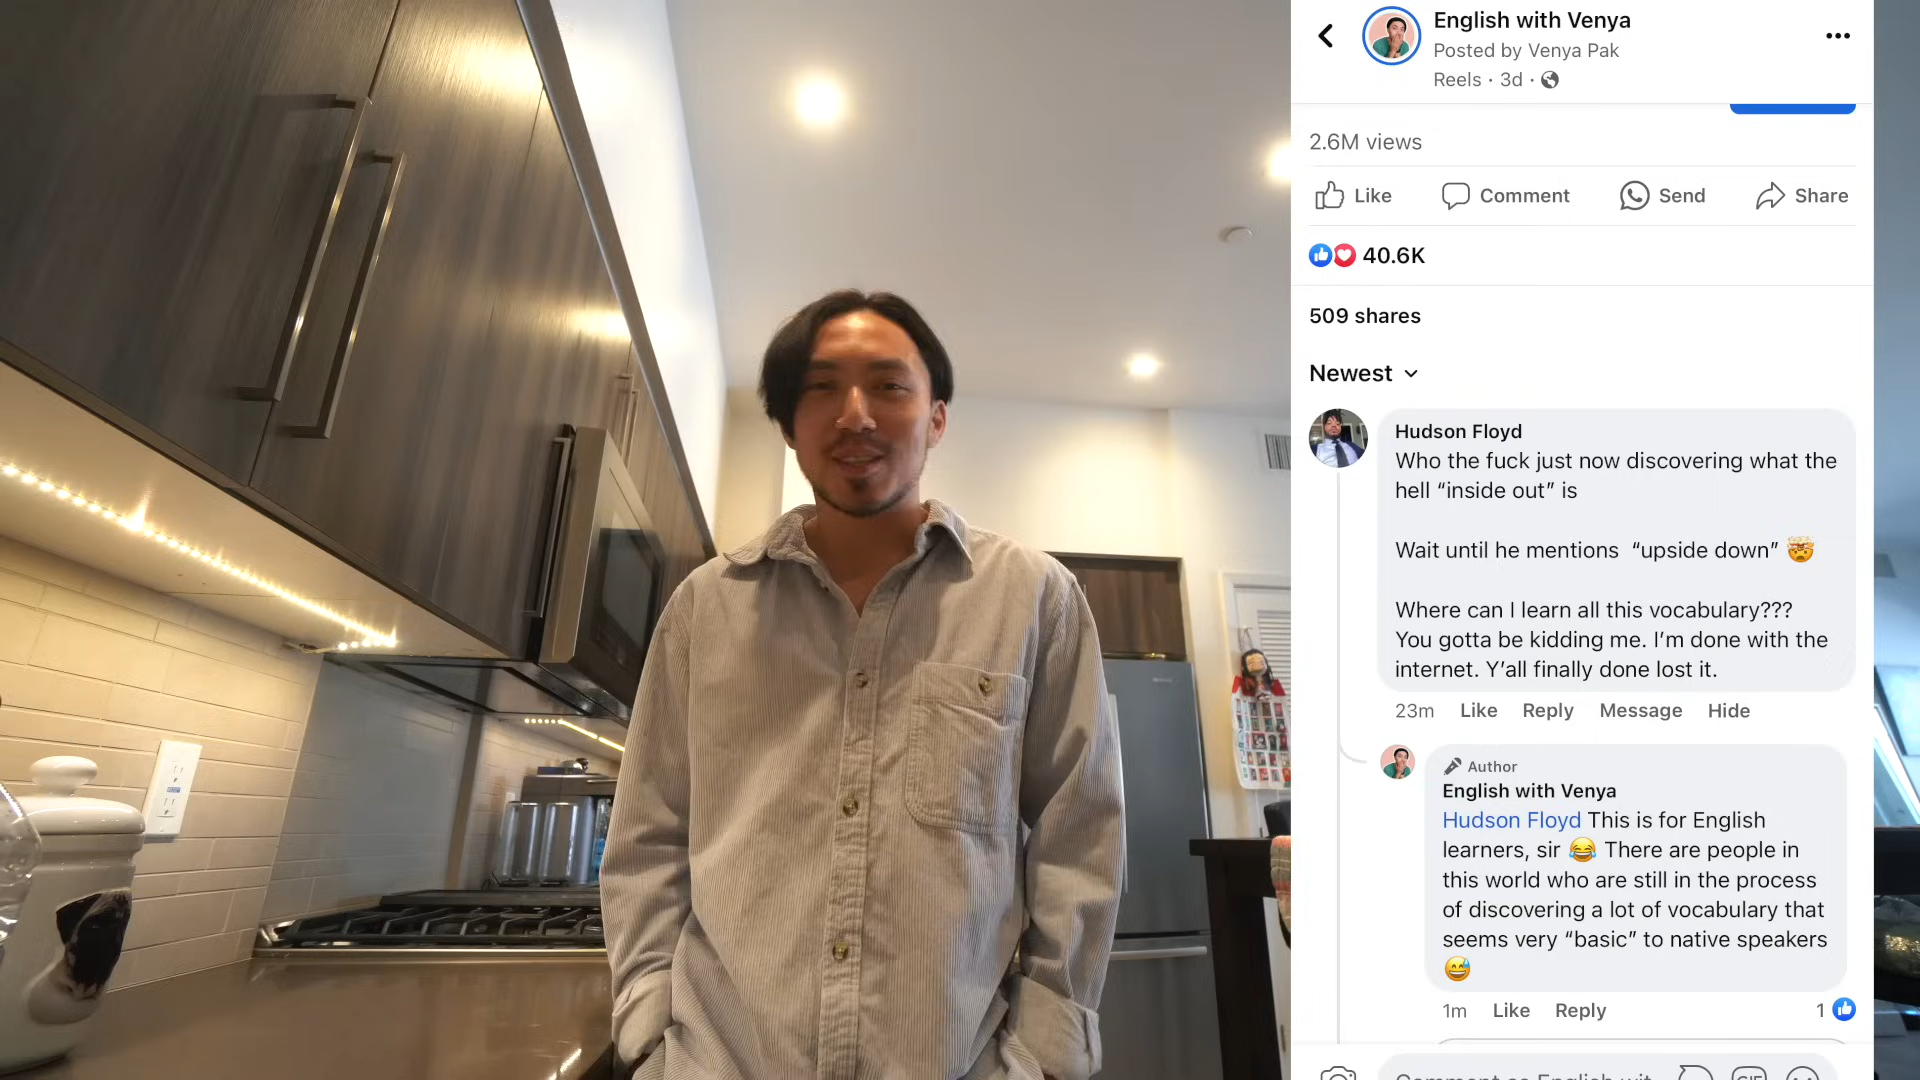 English with Venya
Posted by Venya Pak
Reels · 3d ·
2.6M views
Like Comment Send Share
40.6K
509 shares
Newest
Hudson Floyd
Who the fuck just now discovering what the
hell “inside out” is
Wait until he mentions “upside down” 🤯
Where can I learn all this vocabulary???
You gotta be kidding me. I’m done with the
internet. Y’all finally done lost it.
23m Like Reply Message Hide
Author
English with Venya
Hudson Floyd This is for English
learners, sir 😂 There are people in
this world who are still in the process
of discovering a lot of vocabulary that
seems very “basic” to native speakers
😅
1m Like Reply 1
Comment as English wit